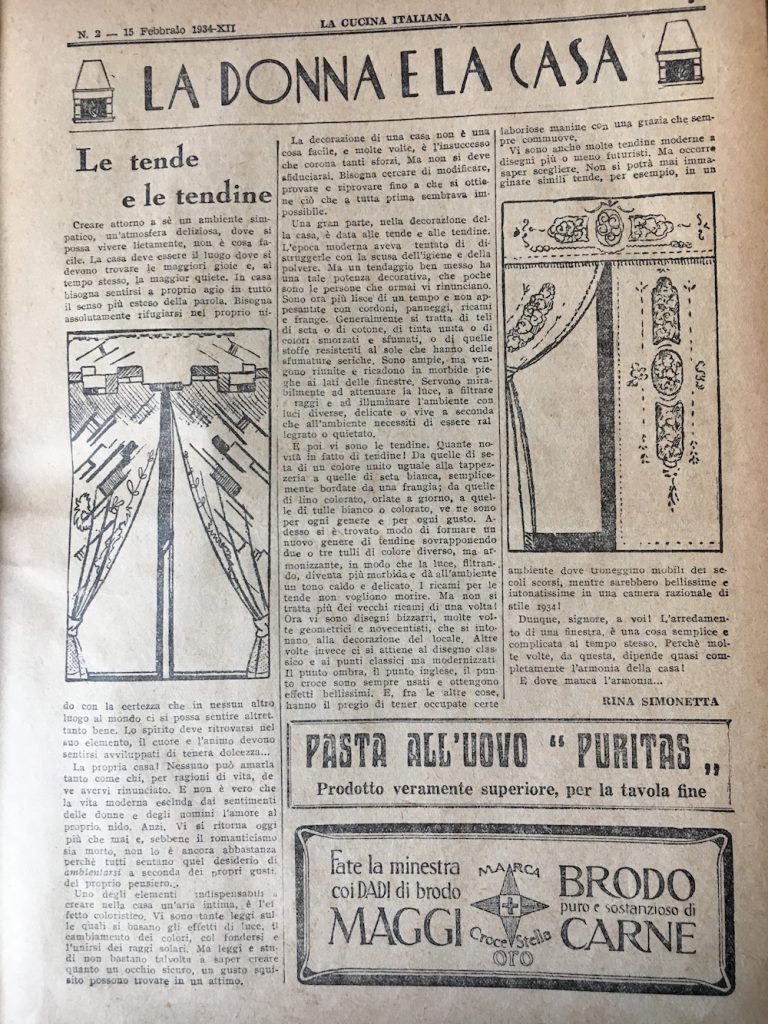 N. 2 — 15 Febbraio 1934-XII
LA CUCINA ITALIANA
LA DONNA E LA CASA
Le tende
e le tendine
Creare attorno a sè un ambiente sim-
patico, un'atmosfera deliziosa, dove si
possa vivere lietamente, non è cosa fa-
cile. La casa deve essere il luogo dove si
devono trovare le maggiori gioie e, al
tempo stesso, la maggior quiete. In casa
bisogna sentirsi a proprio agio in tutto
il senso più esteso della parola. Bisogna
assolutamente rifugiarsi nel proprio ni-
do con la certezza che in nessun altro
luogo al mondo ci si possa sentire altret.
tanto bene. Lo spirito deve ritrovarsi nel
suo elemento, il cuore e l'animo devono
sentirsi avviluppati di tenera dolcezza...
La propria casa! Nessuno può amarla
tanto come chi, per ragioni di vita, de-
ve avervi rinunciato. E non è vero che
la vita moderna escluda dai sentimenti
delle donne e degli uomini l'amore al
proprio nido. Anzi. Vi si ritorna oggi
più che mai e, sebbene il romanticismo
sia morto, non lo è ancora abbastanza
perchè tutti sentano quel desiderio di
ambientarsi a seconda dei propri gusti,
del proprio pensiero...
Uno degli elementi indispensabili a
creare nella casa un'aria intima, è l'ef
fetto coloristico. Vi sono tante leggi sul-
le quali si basano gli effetti di luce, il
cambiamento dei colori, col fondersi e
l'unirsi dei raggi solari. Ma leggi e stu-
di non bastano talvolta a saper creare
quanto un occhio sicuro, un gusto squi-
sito possono trovare in un attimo.
La decorazione di una casa non è una
cosa facile, e molte volte, è l'insuccesso
che corona tanti sforzi. Ma non si deve
sfiduciarsi. Bisogna cercare di modificare,
provare e riprovare fino a che si ottie-
ne ciò che a tutta prima sembrava im-
possibile.
Una gran parte, nella decorazione del-
la casa, è data alle tende e alle tendine.
L'epoca moderna aveva tentato di di-
struggerle con la scusa dell'igiene e della
polvere. Ma un tendaggio ben messo ha
una tale potenza decorativa, che poche
sono le persone che ormai vi rinunciano.
Sono ora più lisce di un tempo e non ap-
pesantite con cordoni, panneggi, ricami
e frange. Generalmente si tratta di teli
di seta o di cotone, di tinta unita o di
colori smorzati e sfumati, o di quelle
stoffe resistenti al sole che hanno delle
sfumature seriche. Sono ampie, ma ven-
gono riunite e ricadono in morbide pie-
ghe ai lati delle finestre. Servono mira-
bilmente ad attenuare la luce, a filtrare
i raggi e ad illuminare l'ambiente con
luci diverse, delicate o vive a seconda
che all'ambiente necessiti di essere ral
legrato o quietato.
E poi vi sono le tendine. Quante no-
vità in fatto di tendine! Da quelle di se-
ta di un colore unito uguale alla tappez-
zeria a quelle di seta bianca, semplice-
mente bordate da una frangia; da quelle
di lino colorato, orlate a giorno, a quel-
le di tulle bianco o colorato, ve ne sono
per ogni genere e per ogni gusto. A-
desso si è trovato modo di formare un
nuovo genere di tendine sovrapponendo
due o tre tulli di colore diverso, ma ar-
monizzante, in modo che la luce, filtran-
do, diventa più morbida e dà all'ambiente
un tono caldo e delicato. I ricami per le
tende non vogliono morire. Ma non si
tratta più dei vecchi ricami di una volta!
Ora vi sono disegni bizzarri, molte vol-
te geometrici e novecentisti, che si into-
nano alla decorazione del locale. Altre
volte invece ci si attiene al disegno clas-
sico e ai punti classici ma modernizzati.
Il punto ombra, il punto inglese, il pun-
to croce sono sempre usati e ottengono
effetti bellissimi. E, fra le altre cose,
hanno il pregio di tener occupate certe
laboriose manine con una grazia che sem-
pre commuove.
Vi sono anche molte tendine moderne a
disegni più o meno futuristi. Ma occorre
saper scegliere. Non si potrà mai imma-
ginare simili tende, per esempio, in un
ambiente dove troneggino mobili dei se-
coli scorsi, mentre sarebbero bellissime e
intonatissime in una camera razionale di
stile 1934!
Dunque, signore, a voi! L'arredamen-
to di una finestra, è una cosa semplice e
complicata al tempo stesso. Perchè mol-
te volte, da questa, dipende quasi com-
pletamente l'armonia della casa!
E dove manca l'armonia...
RINA SIMONETTA
PASTA ALL'UOVO “ PURITAS „
Prodotto veramente superiore, per la tavola fine
Fate la minestra
coi DADI di brodo
MAGGI
MARCA
Croce Stella
ORO
BRODO
puro e sostanzioso di
CARNE